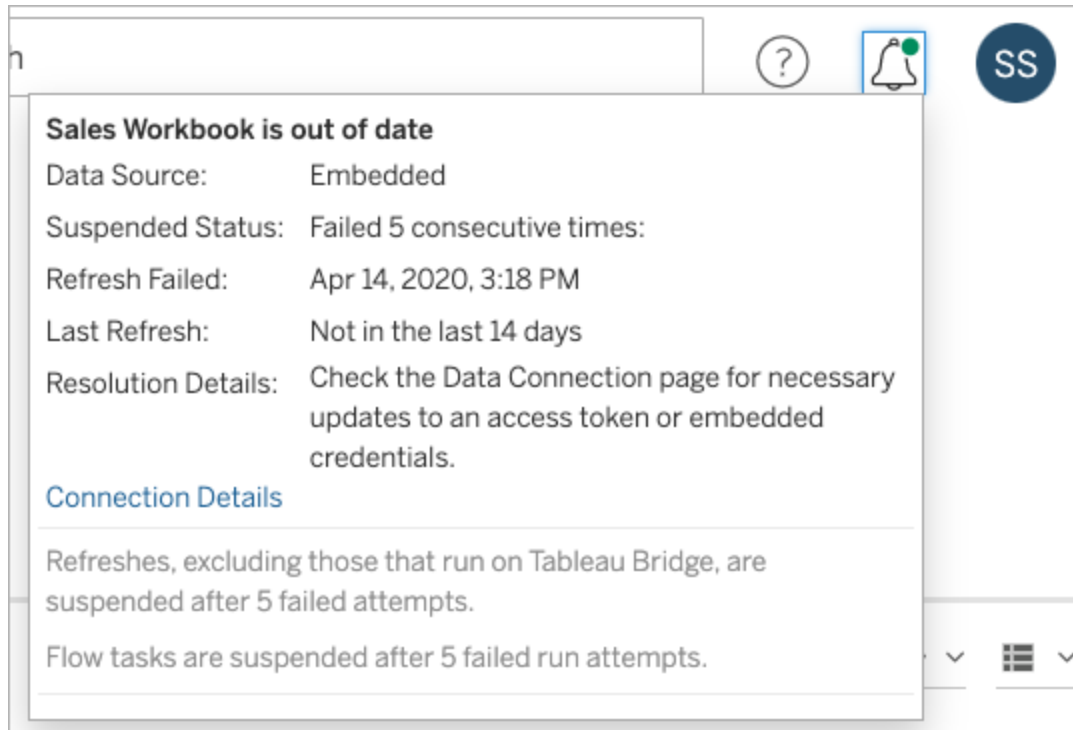 h
?
SS
Sales Workbook is out of date
Data Source: Embedded
Suspended Status: Failed 5 consecutive times:
Refresh Failed: Apr 14, 2020, 3:18 PM
Last Refresh: Not in the last 14 days
Resolution Details: Check the Data Connection page for necessary
updates to an access token or embedded
credentials.
Connection Details
Refreshes, excluding those that run on Tableau Bridge, are
suspended after 5 failed attempts.
Flow tasks are suspended after 5 failed run attempts.